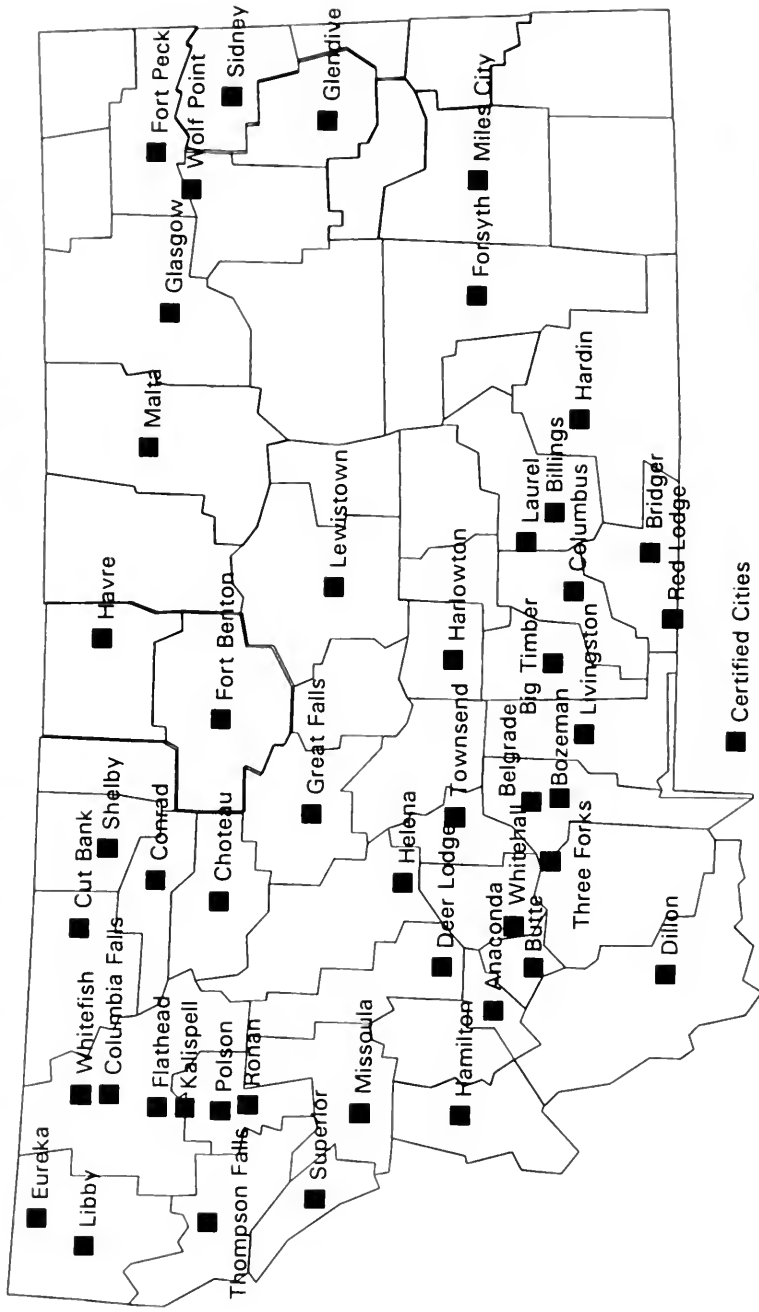 Eureka
Libby
Whitefish
Columbia Falls
Flathead
Kalispell
Polson
Ronan
Thompson Falls
Superior
Missoula
Hamilton
Cut Bank
Shelby
Conrad
Choteau
Great Falls
Helena
Deer Lodge
Townsend
Anaconda
Whitehall
Butte
Three Forks
Dillon
Belgrade
Bozeman
Havre
Fort Benton
Lewistown
Harlowton
Big Timber
Livingston
Malta
Glasgow
Fort Peck
Wolf Point
Sidney
Glendive
Miles City
Forsyth
Hardin
Laurel
Billings
Columbus
Bridger
Red Lodge
Certified Cities